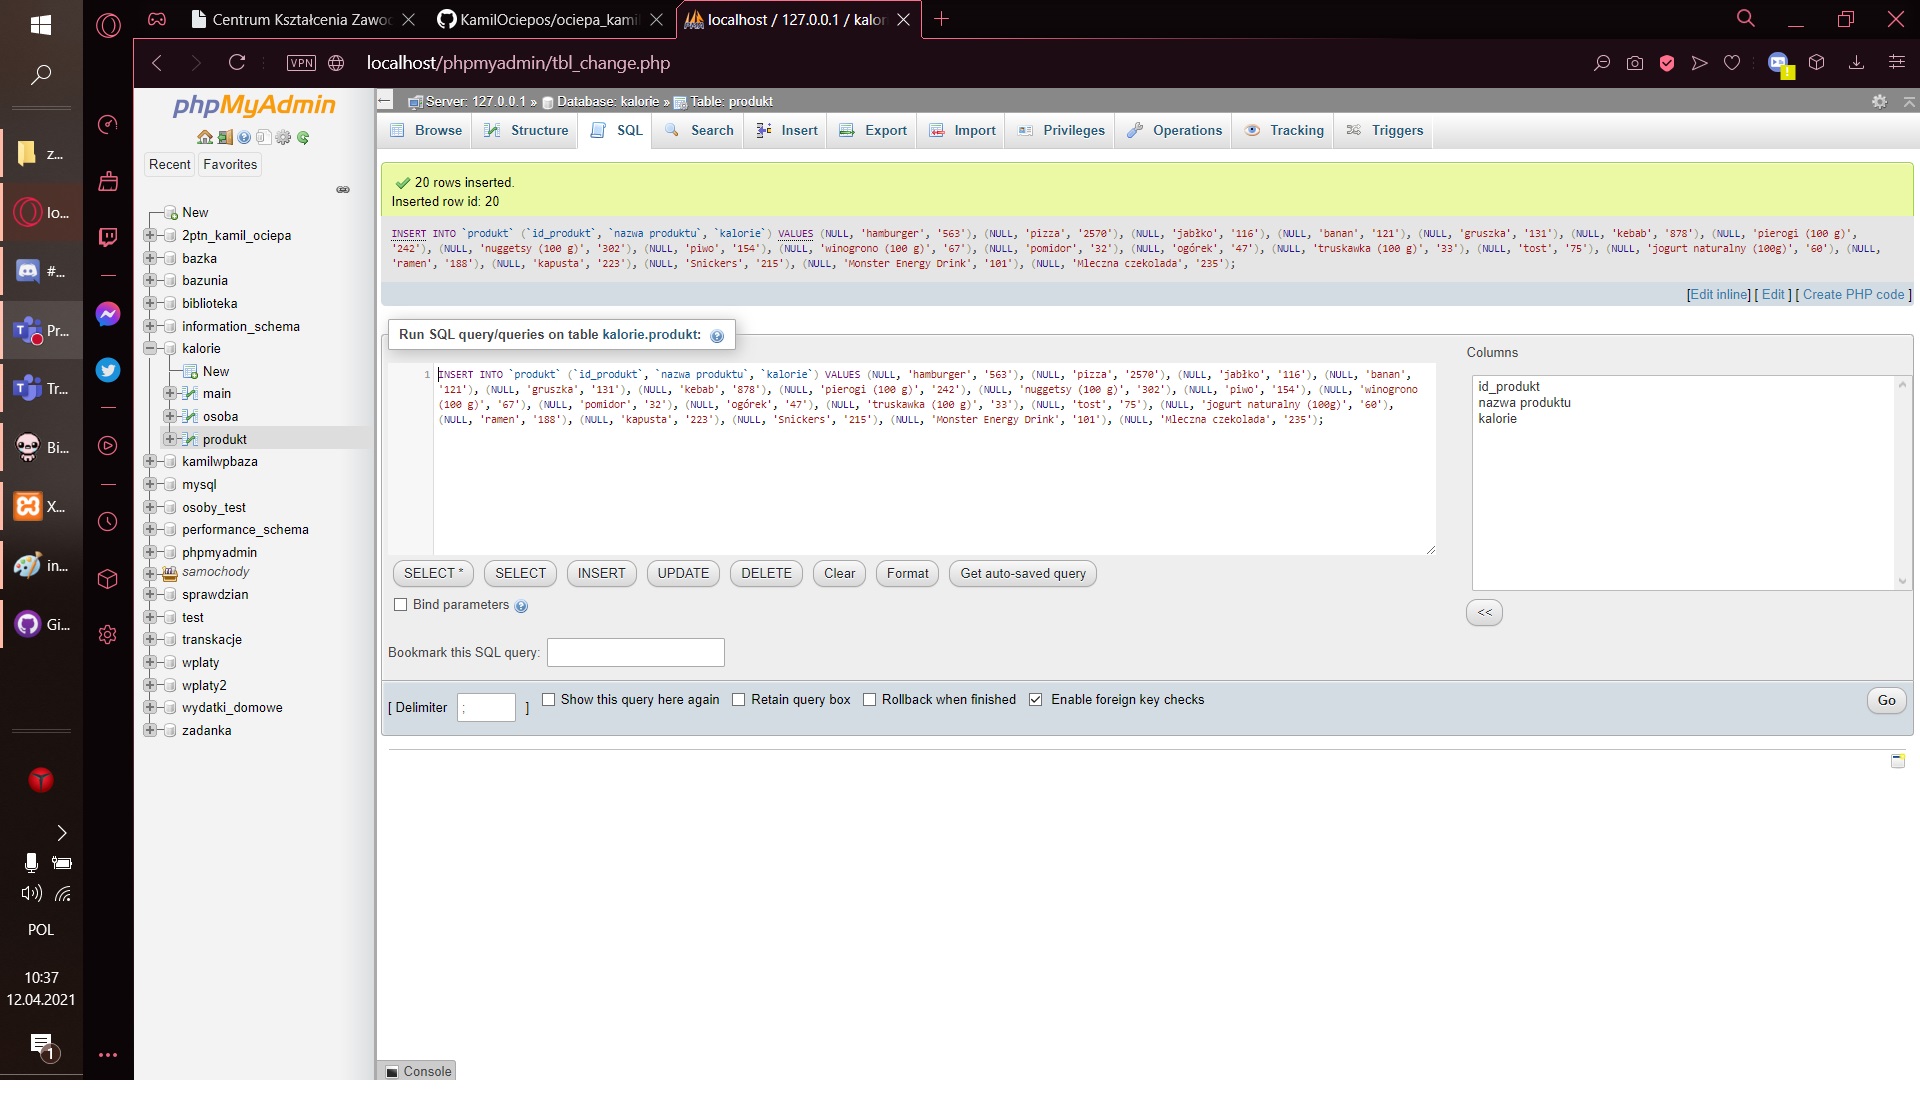 Centrum Kształcenia Zawo
KamilOciepos/ociepa_kamil
localhost / 127.0.0.1 / kalor
VPN
localhost/phpmyadmin/tbl_change.php
z...
lo...
#...
Pr...
Tr...
Bi...
X...
in...
Gi...
POL
10:37
12.04.2021
1
phpMyAdmin
Recent
Favorites
New
2ptn_kamil_ociepa
bazka
bazunia
biblioteka
information_schema
kalorie
New
main
osoba
produkt
kamilwpbaza
mysql
osoby_test
performance_schema
phpmyadmin
samochody
sprawdzian
test
transkacje
wplaty
wplaty2
wydatki_domowe
zadanka
Server: 127.0.0.1 » Database: kalorie » Table: produkt
Browse Structure SQL Search Insert Export Import Privileges Operations Tracking Triggers
20 rows inserted.
Inserted row id: 20
INSERT INTO `produkt` (`id_produkt`, `nazwa produktu`, `kalorie`) VALUES (NULL, 'hamburger', '563'), (NULL, 'pizza', '2570'), (NULL, 'jabłko', '116'), (NULL, 'banan', '121'), (NULL, 'gruszka', '131'), (NULL, 'kebab', '878'), (NULL, 'pierogi (100 g)',
'242'), (NULL, 'nuggetsy (100 g)', '302'), (NULL, 'piwo', '154'), (NULL, 'winogrono (100 g)', '67'), (NULL, 'pomidor', '32'), (NULL, 'ogórek', '47'), (NULL, 'truskawka (100 g)', '33'), (NULL, 'tost', '75'), (NULL, 'jogurt naturalny (100g)', '60'), (NULL,
'ramen', '188'), (NULL, 'kapusta', '223'), (NULL, 'Snickers', '215'), (NULL, 'Monster Energy Drink', '101'), (NULL, 'Mleczna czekolada', '235');
[Edit inline] [ Edit ] [ Create PHP code ]
Run SQL query/queries on table kalorie.produkt:
1 INSERT INTO `produkt` (`id_produkt`, `nazwa produktu`, `kalorie`) VALUES (NULL, 'hamburger', '563'), (NULL, 'pizza', '2570'), (NULL, 'jabłko', '116'), (NULL, 'banan',
'121'), (NULL, 'gruszka', '131'), (NULL, 'kebab', '878'), (NULL, 'pierogi (100 g)', '242'), (NULL, 'nuggetsy (100 g)', '302'), (NULL, 'piwo', '154'), (NULL, 'winogrono
(100 g)', '67'), (NULL, 'pomidor', '32'), (NULL, 'ogórek', '47'), (NULL, 'truskawka (100 g)', '33'), (NULL, 'tost', '75'), (NULL, 'jogurt naturalny (100g)', '60'),
(NULL, 'ramen', '188'), (NULL, 'kapusta', '223'), (NULL, 'Snickers', '215'), (NULL, 'Monster Energy Drink', '101'), (NULL, 'Mleczna czekolada', '235');
Columns
id_produkt
nazwa produktu
kalorie
SELECT * SELECT INSERT UPDATE DELETE Clear Format Get auto-saved query
<<
Bind parameters
Bookmark this SQL query:
[ Delimiter ; ] Show this query here again Retain query box Rollback when finished Enable foreign key checks Go
Console